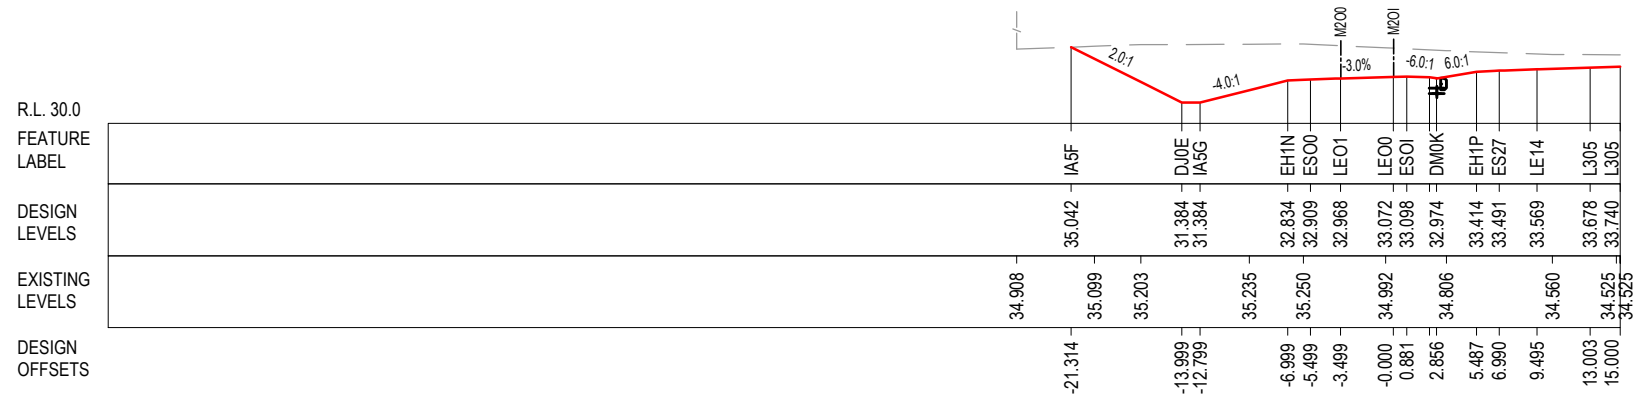 M200
M20I
2.0:1
-4.0:1
-3.0%
-6.0:1
6.0:1
R.L. 30.0
FEATURE
LABEL
IA5F
DJ0E
IA5G
EH1N
ESO0
LEO1
LEO0
ESOI
DM0K
EH1P
ES27
LE14
L305
L305
DESIGN
LEVELS
35.042
31.384
31.384
32.834
32.909
32.968
33.072
33.098
32.974
33.414
33.491
33.569
33.678
33.740
EXISTING
LEVELS
34.908
35.099
35.203
35.235
35.250
34.992
34.806
34.560
34.525
34.525
DESIGN
OFFSETS
-21.314
-13.999
-12.799
-6.999
-5.499
-3.499
-0.000
0.881
2.856
5.487
6.990
9.495
13.003
15.000